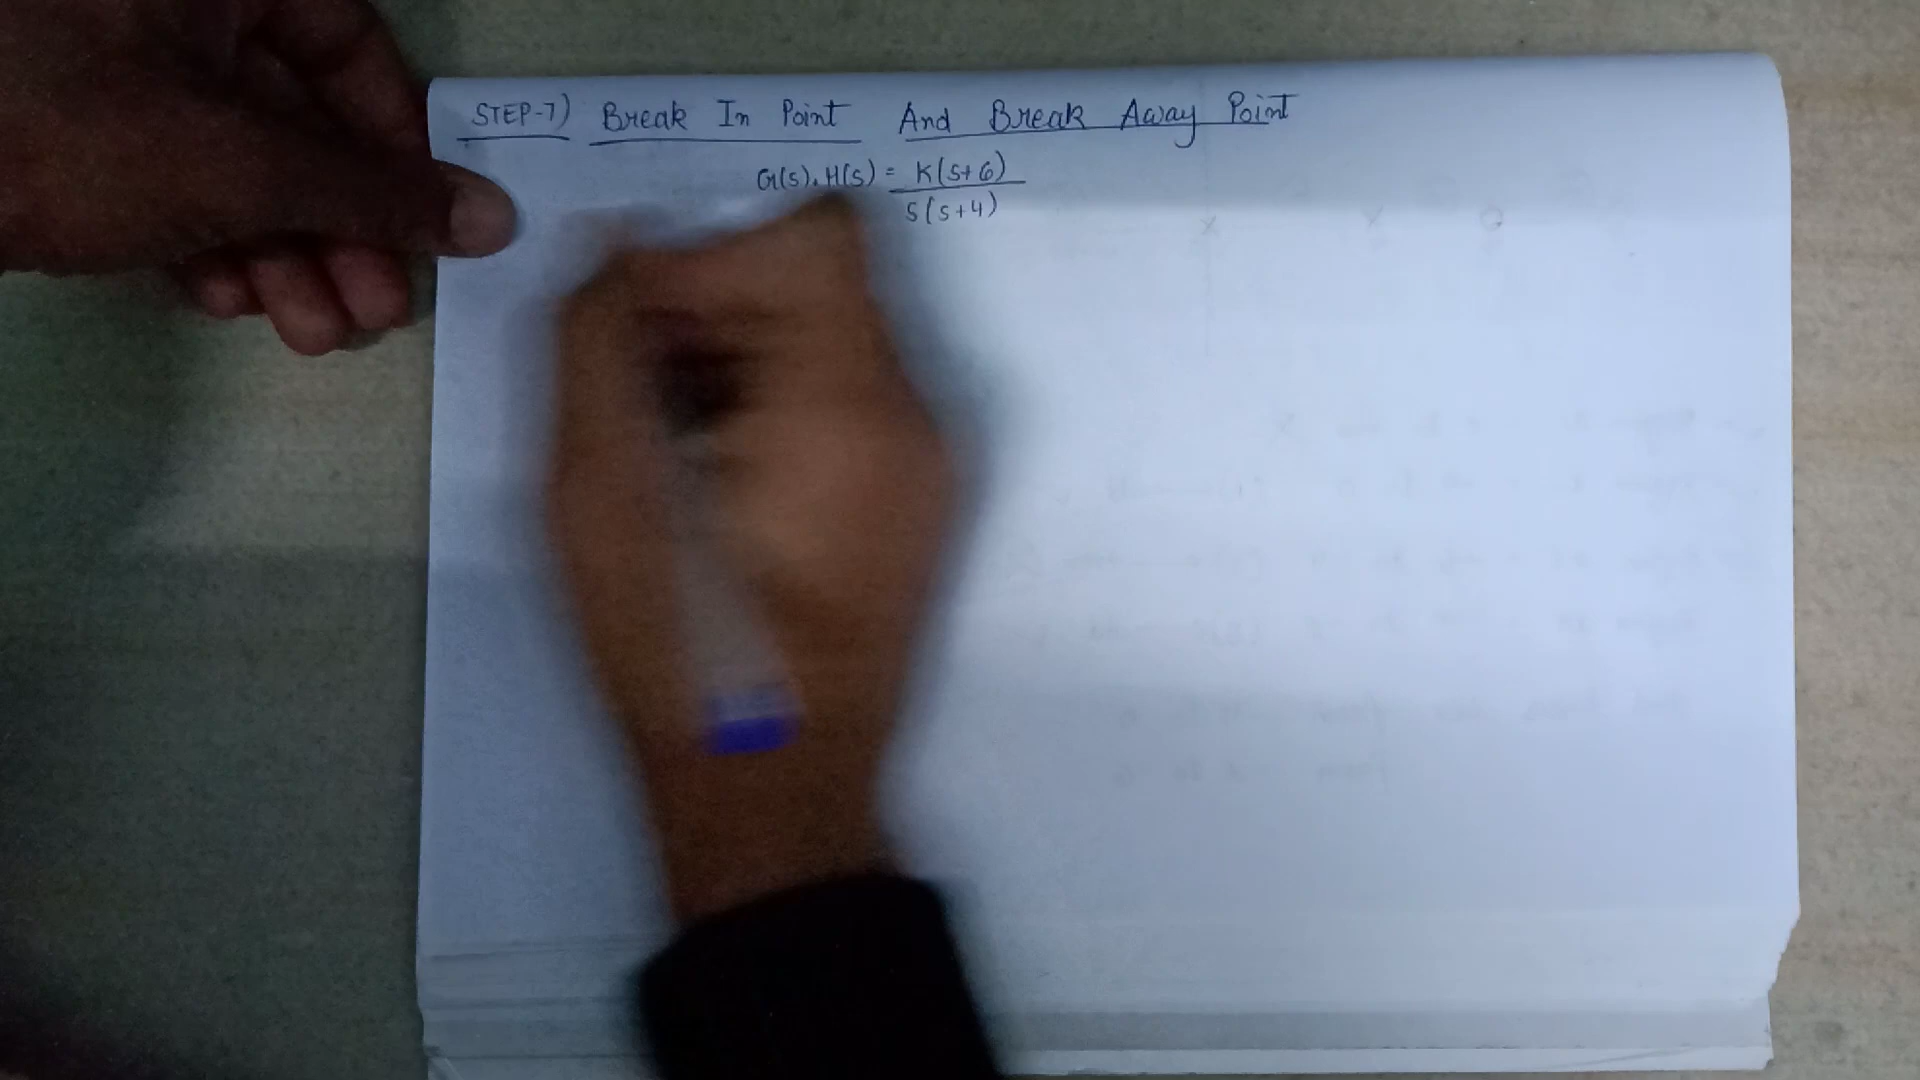 STEP-7) Break In Point And Break Away Point
G(s).H(s) = K(s+6)
s(s+4)